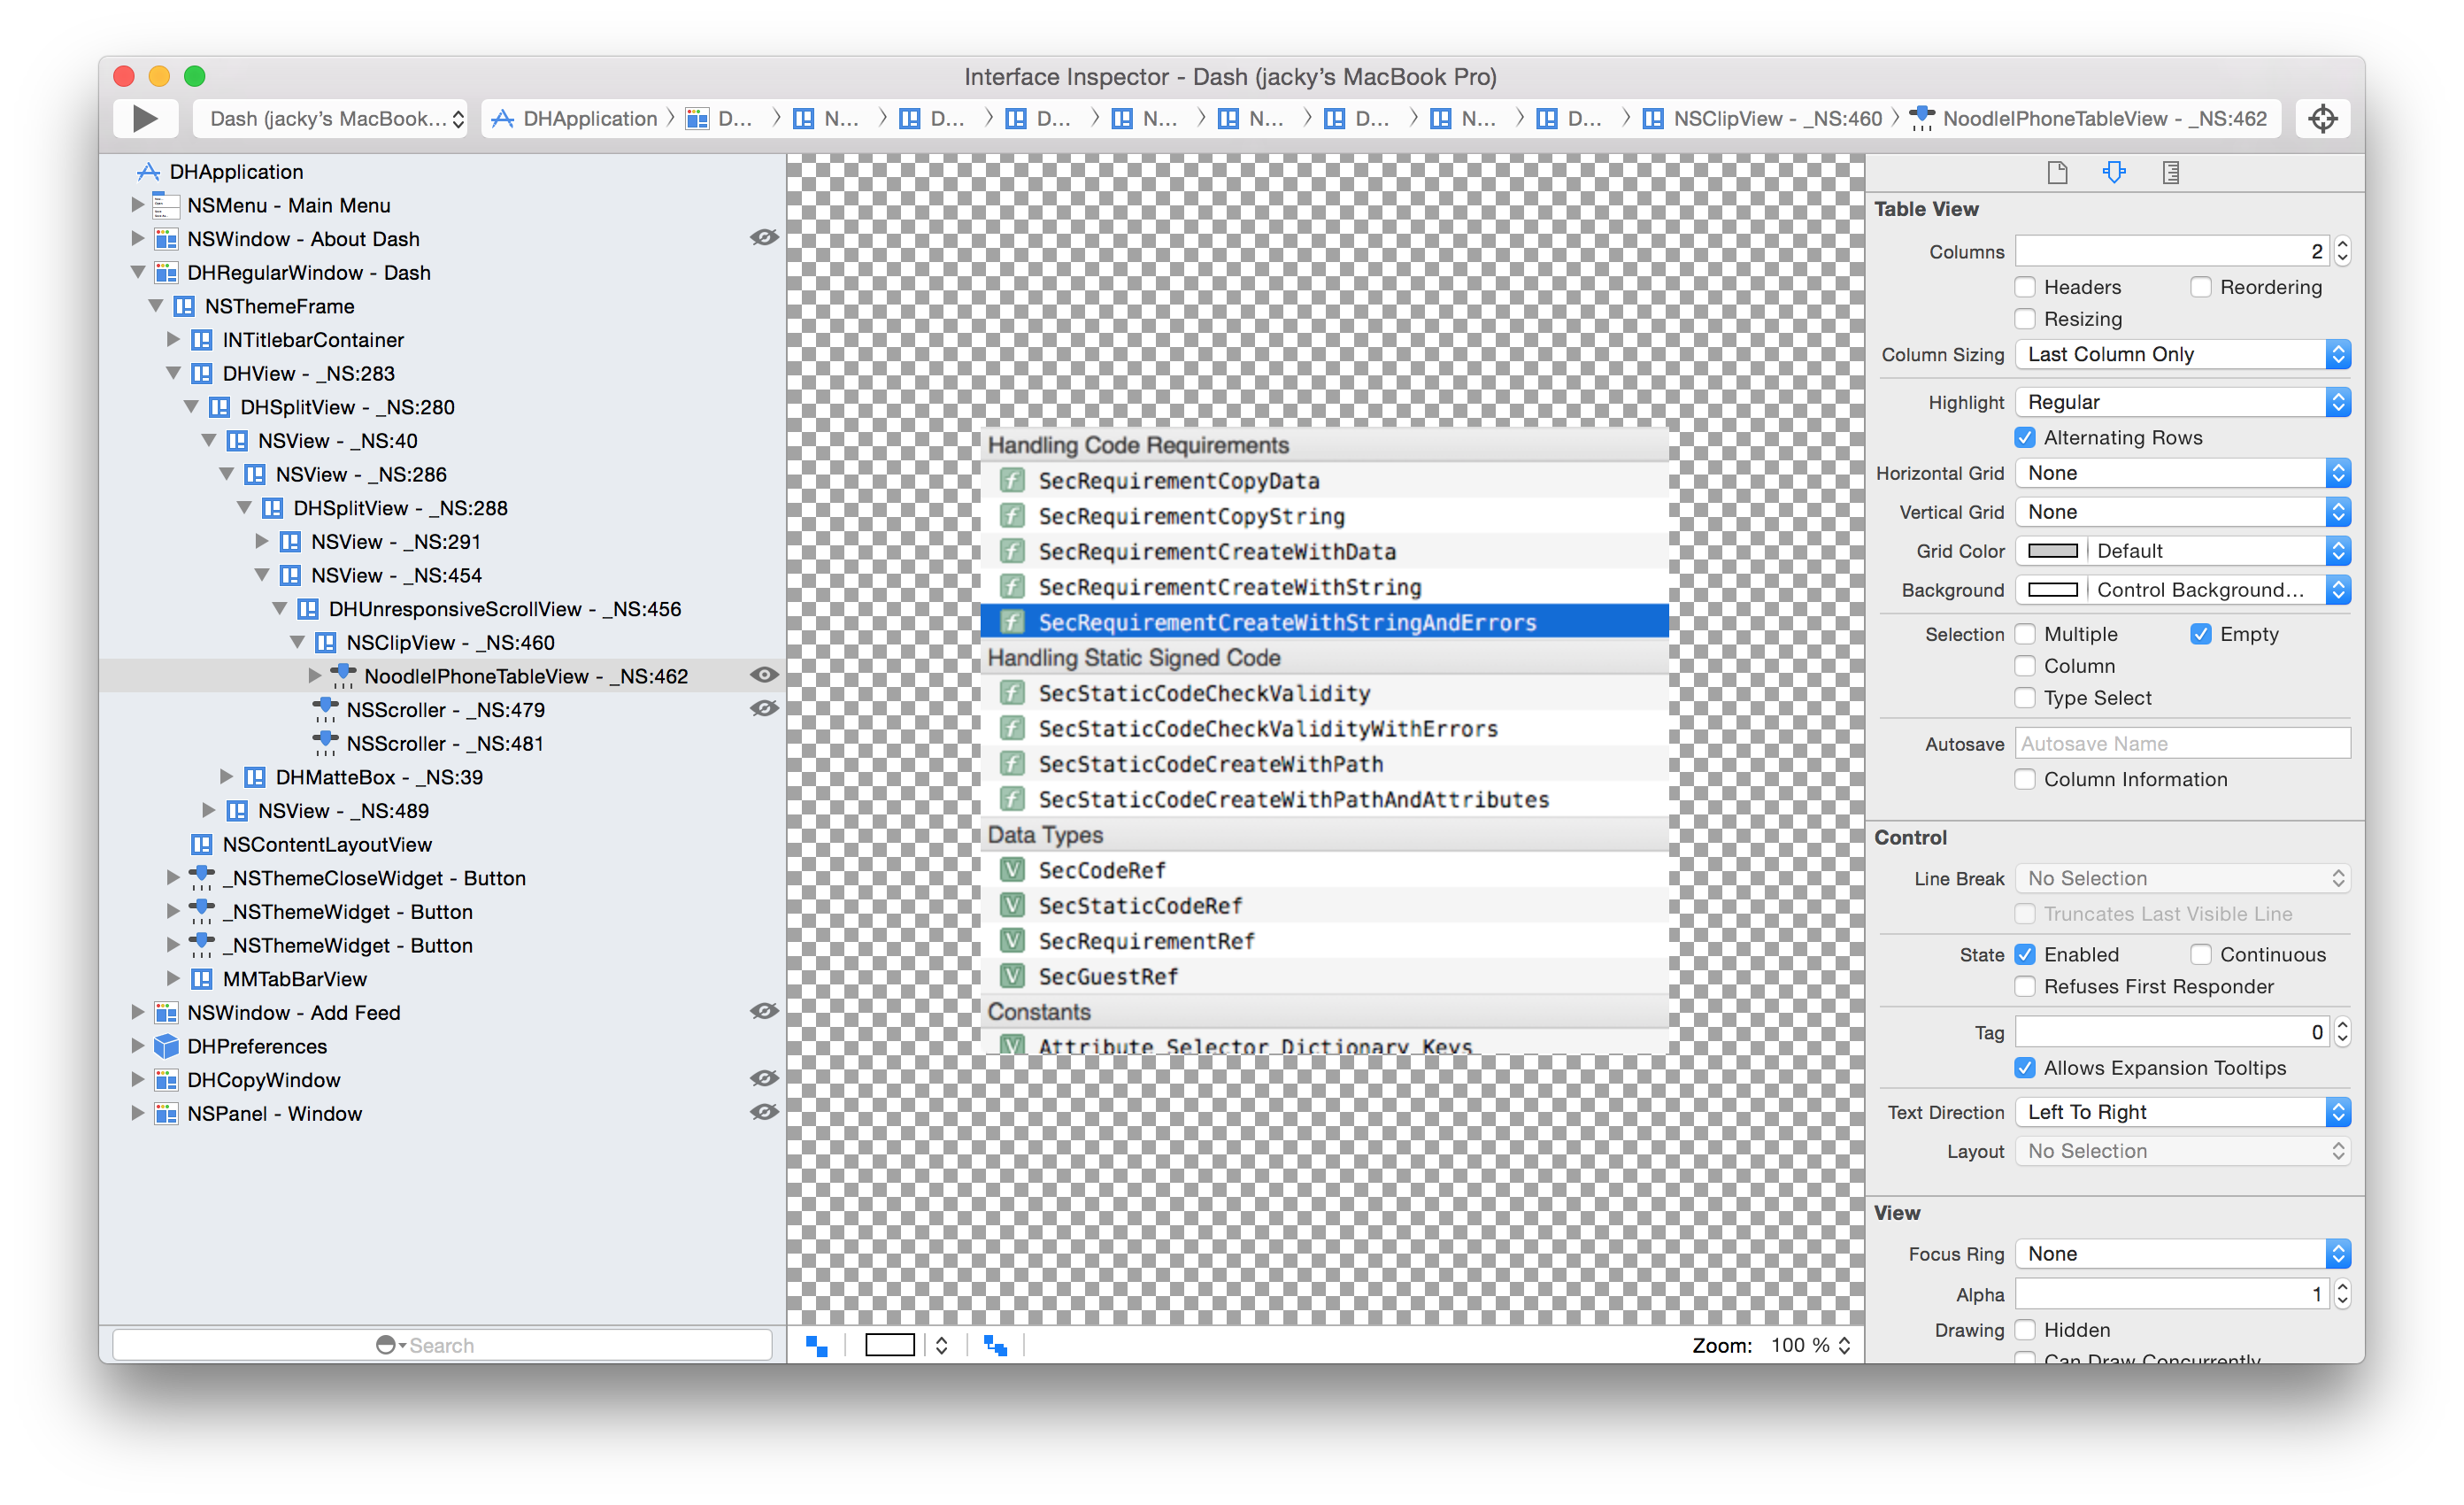 Interface Inspector - Dash (jacky’s MacBook Pro)
Dash (jacky’s MacBook... DHApplication D... N... D... D... N... N... D... N... D... NSClipView - _NS:460 NoodleIPhoneTableView - _NS:462
DHApplication
NSMenu - Main Menu
NSWindow - About Dash
DHRegularWindow - Dash
NSThemeFrame
INTitlebarContainer
DHView - _NS:283
DHSplitView - _NS:280
NSView - _NS:40
NSView - _NS:286
DHSplitView - _NS:288
NSView - _NS:291
NSView - _NS:454
DHUnresponsiveScrollView - _NS:456
NSClipView - _NS:460
NoodleIPhoneTableView - _NS:462
NSScroller - _NS:479
NSScroller - _NS:481
DHMatteBox - _NS:39
NSView - _NS:489
NSContentLayoutView
_NSThemeCloseWidget - Button
_NSThemeWidget - Button
_NSThemeWidget - Button
MMTabBarView
NSWindow - Add Feed
DHPreferences
DHCopyWindow
NSPanel - Window
Search
Handling Code Requirements
f SecRequirementCopyData
f SecRequirementCopyString
f SecRequirementCreateWithData
f SecRequirementCreateWithString
f SecRequirementCreateWithStringAndErrors
Handling Static Signed Code
f SecStaticCodeCheckValidity
f SecStaticCodeCheckValidityWithErrors
f SecStaticCodeCreateWithPath
f SecStaticCodeCreateWithPathAndAttributes
Data Types
V SecCodeRef
V SecStaticCodeRef
V SecRequirementRef
V SecGuestRef
Constants
V Attribute Selector Dictionary Keys
Zoom: 100 %
Table View
Columns 2
Headers Reordering
Resizing
Column Sizing Last Column Only
Highlight Regular
Alternating Rows
Horizontal Grid None
Vertical Grid None
Grid Color Default
Background Control Background...
Selection Multiple Empty
Column
Type Select
Autosave Autosave Name
Column Information
Control
Line Break No Selection
Truncates Last Visible Line
State Enabled Continuous
Refuses First Responder
Tag 0
Allows Expansion Tooltips
Text Direction Left To Right
Layout No Selection
View
Focus Ring None
Alpha 1
Drawing Hidden
Can Draw Concurrently